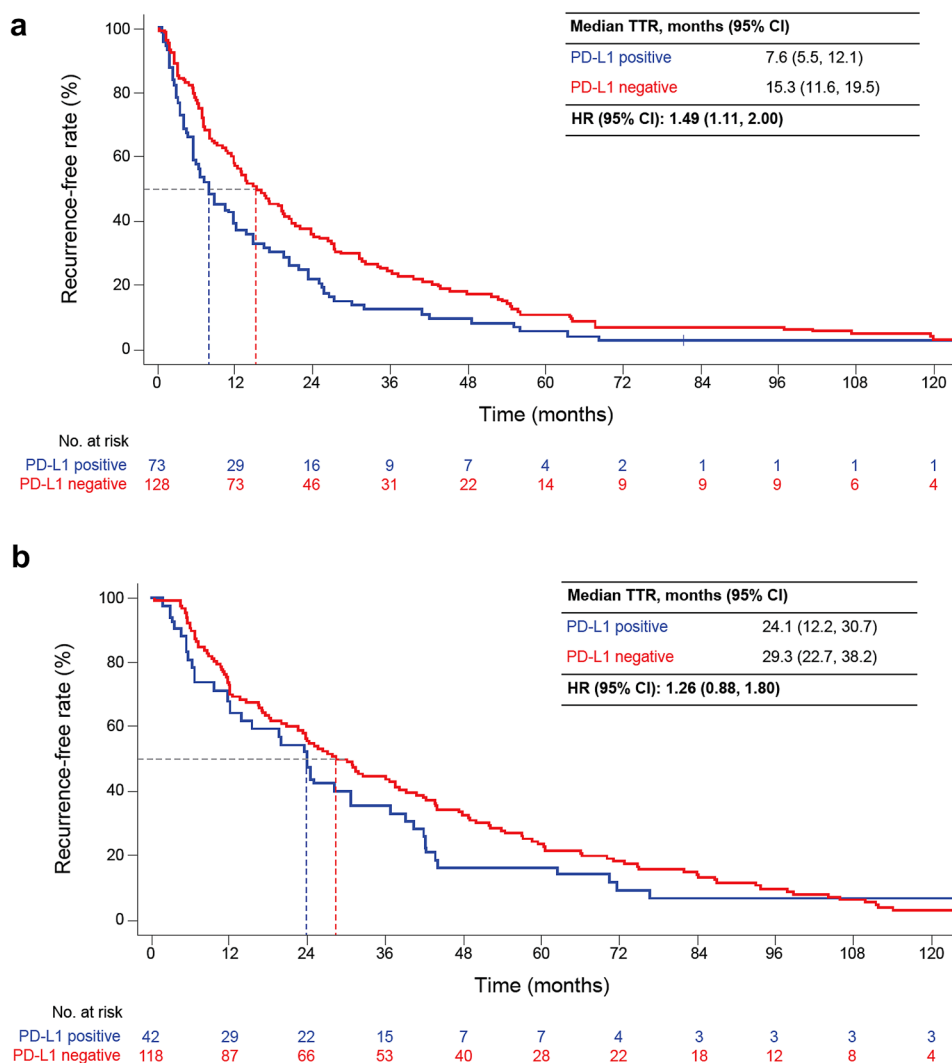 a
Median TTR, months (95% CI)
PD-L1 positive 7.6 (5.5, 12.1)
PD-L1 negative 15.3 (11.6, 19.5)
HR (95% CI): 1.49 (1.11, 2.00)
Recurrence-free rate (%)
100
80
60
40
20
0
0 12 24 36 48 60 72 84 96 108 120
Time (months)
No. at risk
PD-L1 positive 73 29 16 9 7 4 2 1 1 1 1
PD-L1 negative 128 73 46 31 22 14 9 9 9 6 4
b
Median TTR, months (95% CI)
PD-L1 positive 24.1 (12.2, 30.7)
PD-L1 negative 29.3 (22.7, 38.2)
HR (95% CI): 1.26 (0.88, 1.80)
Recurrence-free rate (%)
100
80
60
40
20
0
0 12 24 36 48 60 72 84 96 108 120
Time (months)
No. at risk
PD-L1 positive 42 29 22 15 7 7 4 3 3 3 3
PD-L1 negative 118 87 66 53 40 28 22 18 12 8 4